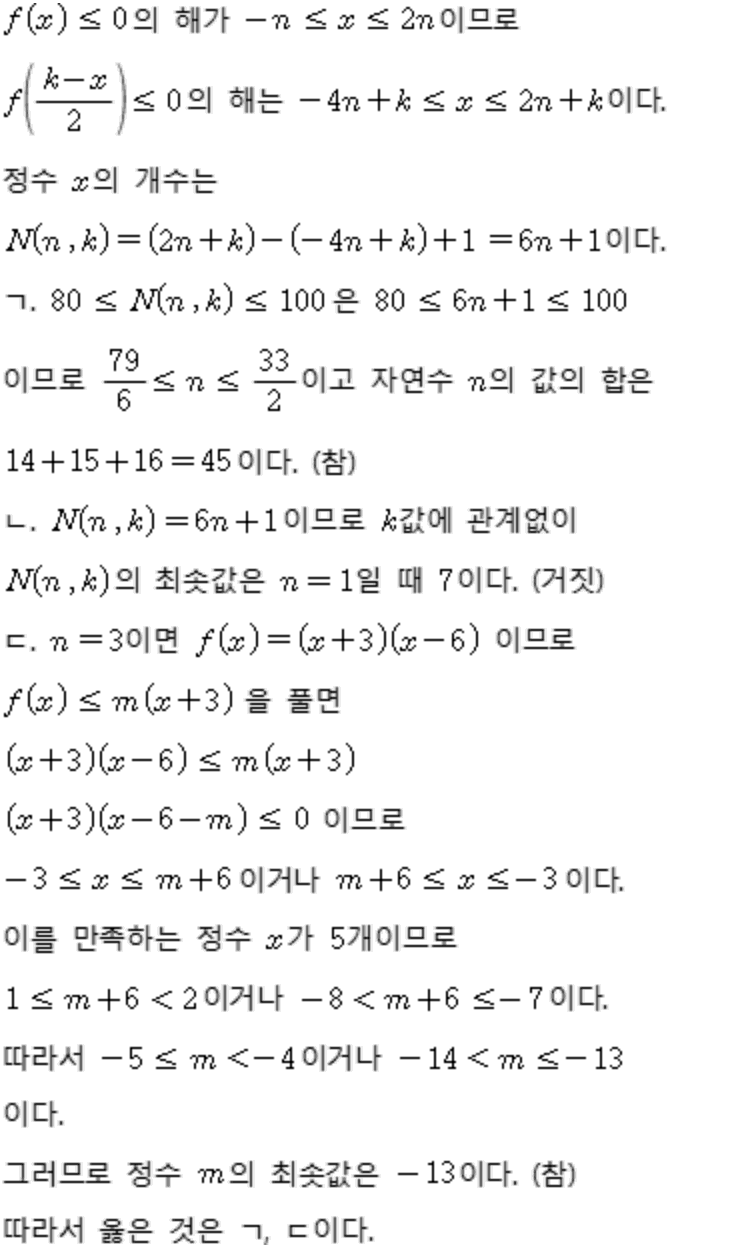 f(x) ≤ 0의 해가 −n ≤ x ≤ 2n이므로
f((k−x)/2) ≤ 0의 해는 −4n+k ≤ x ≤ 2n+k이다.
정수 x의 개수는
N(n, k) = (2n+k)−(−4n+k)+1 = 6n+1이다.
ㄱ. 80 ≤ N(n, k) ≤ 100은 80 ≤ 6n+1 ≤ 100
이므로 79/6 ≤ n ≤ 33/2이고 자연수 n의 값의 합은
14+15+16=45이다. (참)
ㄴ. N(n, k)=6n+1이므로 k값에 관계없이
N(n, k)의 최솟값은 n=1일 때 7이다. (거짓)
ㄷ. n=3이면 f(x)=(x+3)(x−6) 이므로
f(x) ≤ m(x+3) 을 풀면
(x+3)(x−6) ≤ m(x+3)
(x+3)(x−6−m) ≤ 0 이므로
−3 ≤ x ≤ m+6이거나 m+6 ≤ x ≤ −3이다.
이를 만족하는 정수 x가 5개이므로
1 ≤ m+6 < 2이거나 −8 < m+6 ≤ −7이다.
따라서 −5 ≤ m < −4이거나 −14 < m ≤ −13
이다.
그러므로 정수 m의 최솟값은 −13이다. (참)
따라서 옳은 것은 ㄱ, ㄷ이다.